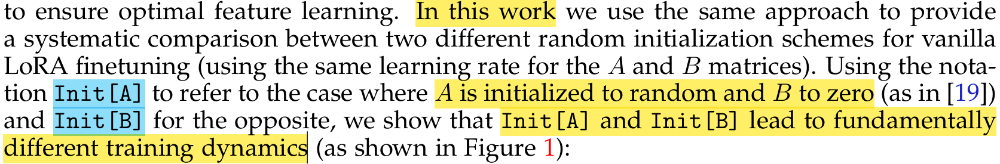 to ensure optimal feature learning. In this work we use the same approach to provide
a systematic comparison between two different random initialization schemes for vanilla
LoRA finetuning (using the same learning rate for the A and B matrices). Using the nota-
tion Init[A] to refer to the case where A is initialized to random and B to zero (as in [19])
and Init[B] for the opposite, we show that Init[A] and Init[B] lead to fundamentally
different training dynamics (as shown in Figure 1):